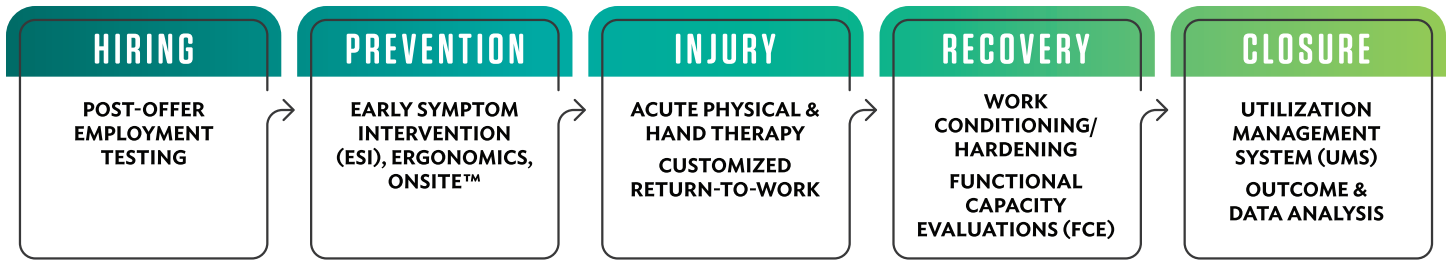 HIRING
POST-OFFER
EMPLOYMENT
TESTING
PREVENTION
EARLY SYMPTOM
INTERVENTION
(ESI), ERGONOMICS,
ONSITE™
INJURY
ACUTE PHYSICAL &
HAND THERAPY
CUSTOMIZED
RETURN-TO-WORK
RECOVERY
WORK
CONDITIONING/
HARDENING
FUNCTIONAL
CAPACITY
EVALUATIONS (FCE)
CLOSURE
UTILIZATION
MANAGEMENT
SYSTEM (UMS)
OUTCOME &
DATA ANALYSIS